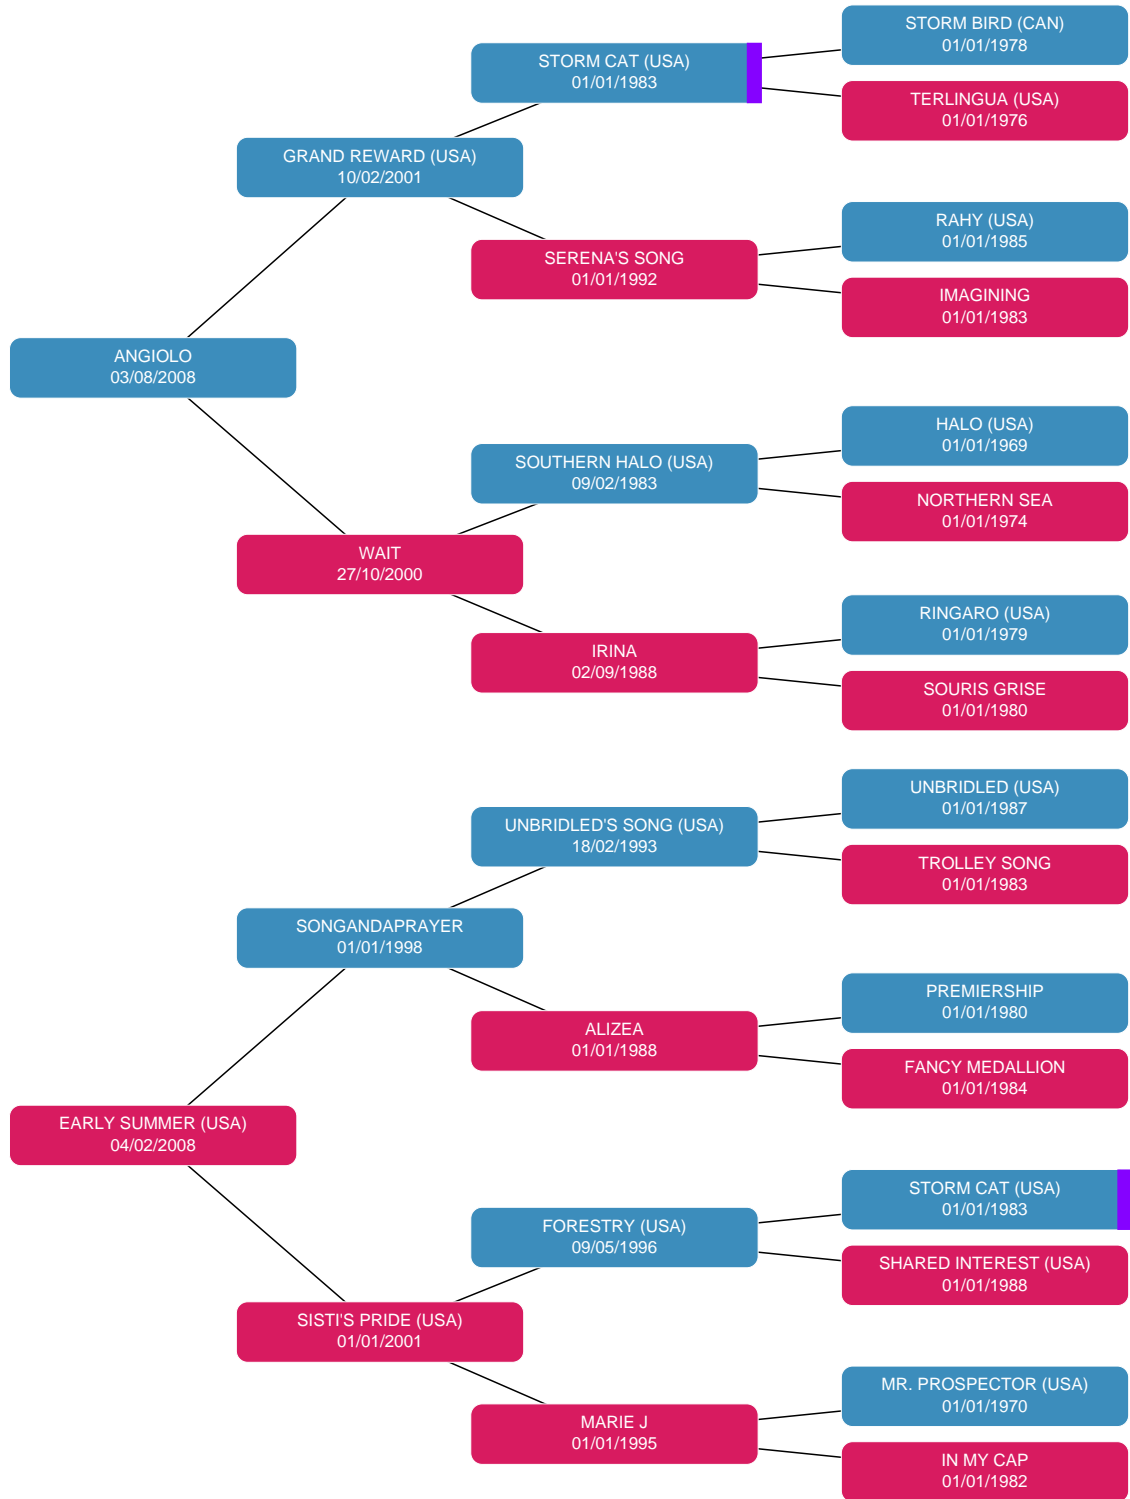 STORM BIRD (CAN)
01/01/1978
STORM CAT (USA)
01/01/1983
TERLINGUA (USA)
01/01/1976
GRAND REWARD (USA)
10/02/2001
RAHY (USA)
01/01/1985
SERENA'S SONG
01/01/1992
IMAGINING
01/01/1983
ANGIOLO
03/08/2008
HALO (USA)
01/01/1969
SOUTHERN HALO (USA)
09/02/1983
NORTHERN SEA
01/01/1974
WAIT
27/10/2000
RINGARO (USA)
01/01/1979
IRINA
02/09/1988
SOURIS GRISE
01/01/1980
UNBRIDLED (USA)
01/01/1987
UNBRIDLED'S SONG (USA)
18/02/1993
TROLLEY SONG
01/01/1983
SONGANDAPRAYER
01/01/1998
PREMIERSHIP
01/01/1980
ALIZEA
01/01/1988
FANCY MEDALLION
01/01/1984
EARLY SUMMER (USA)
04/02/2008
STORM CAT (USA)
01/01/1983
FORESTRY (USA)
09/05/1996
SHARED INTEREST (USA)
01/01/1988
SISTI'S PRIDE (USA)
01/01/2001
MR. PROSPECTOR (USA)
01/01/1970
MARIE J
01/01/1995
IN MY CAP
01/01/1982